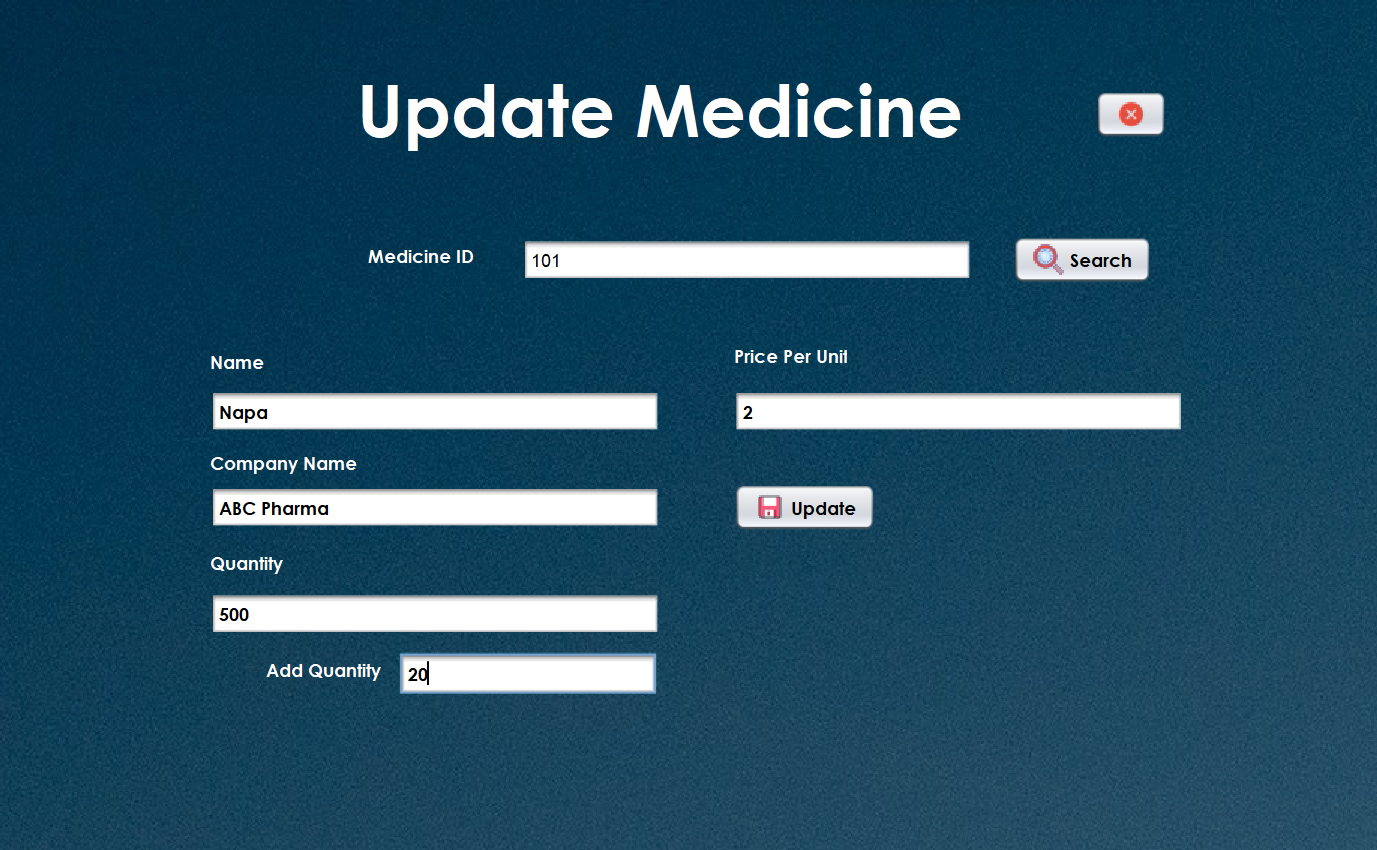 Update Medicine
Medicine ID
101
Search
Name
Price Per Unit
Napa
2
Company Name
ABC Pharma
Update
Quantity
500
Add Quantity
20